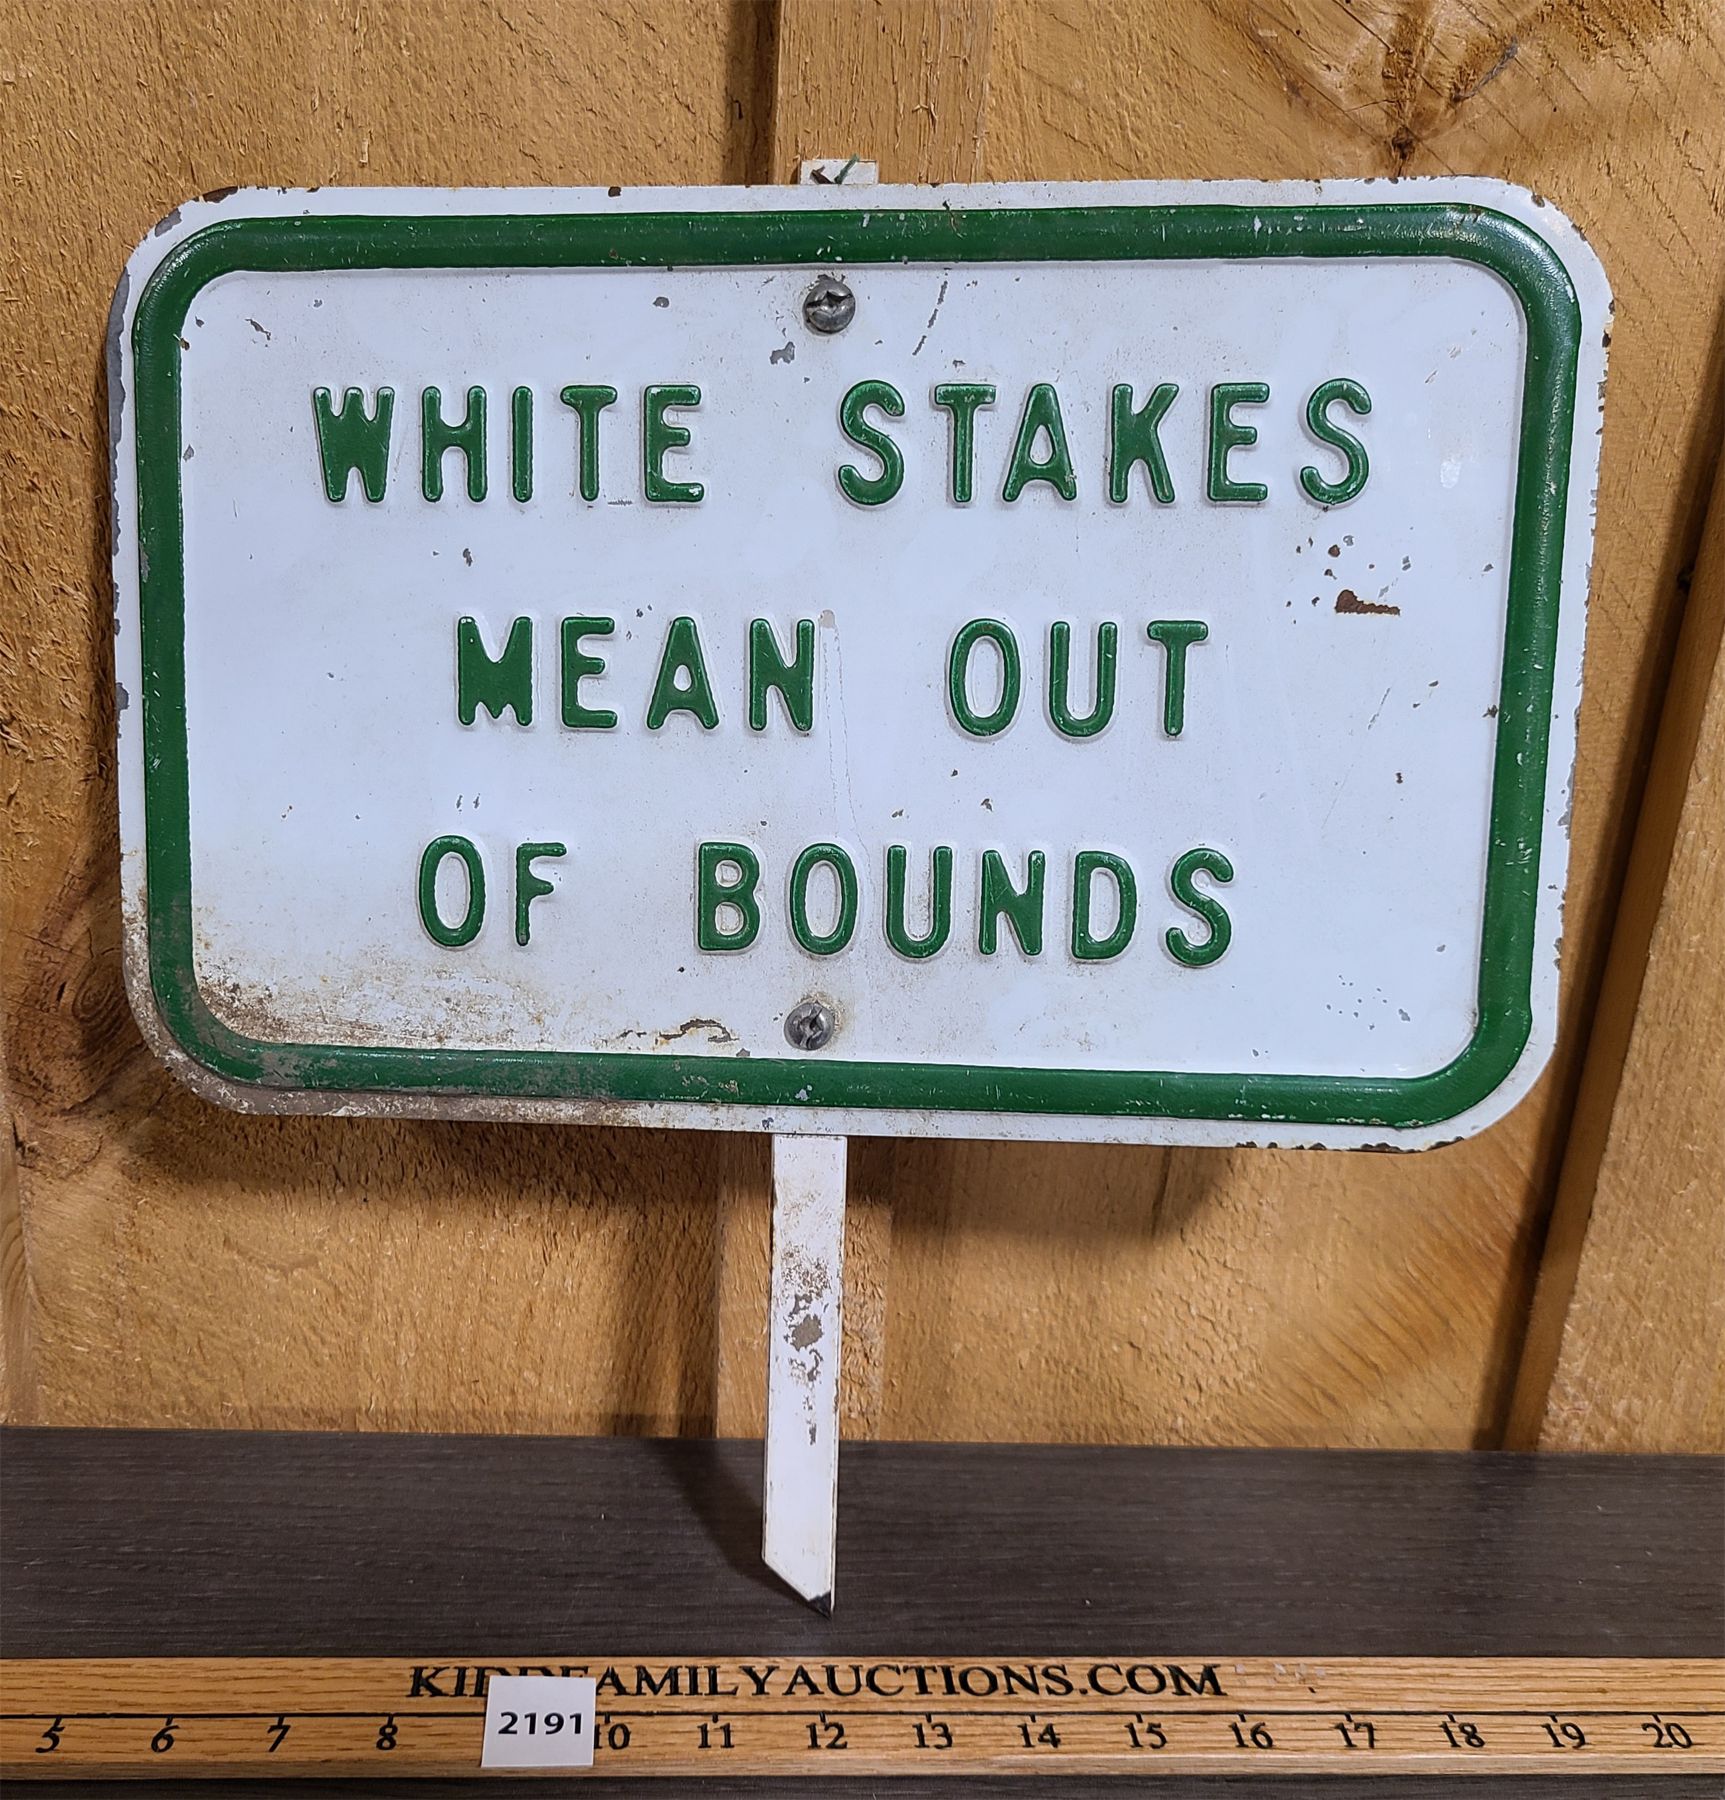 WHITE STAKES
MEAN OUT
OF BOUNDS
KIDDFAMILYAUCTIONS.COM
5 6 7 8 10 11 12 13 14 15 16 17 18 19 20
2191